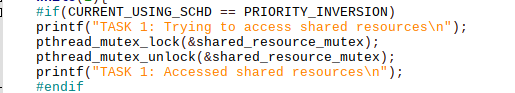 #if(CURRENT_USING_SCHD == PRIORITY_INVERSION)
printf("TASK 1: Trying to access shared resources\n");
pthread_mutex_lock(&shared_resource_mutex);
pthread_mutex_unlock(&shared_resource_mutex);
printf("TASK 1: Accessed shared resources\n");
#endif